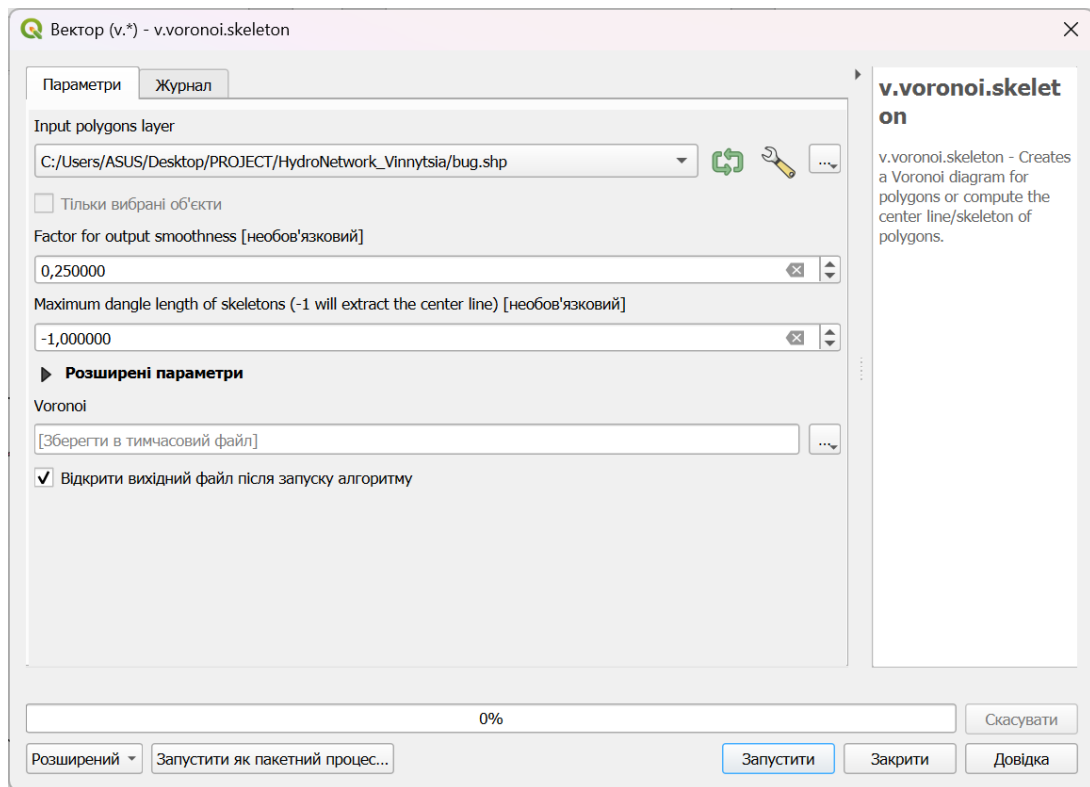 Вектор (v.*) - v.voronoi.skeleton
Параметри
Журнал
Input polygons layer
C:/Users/ASUS/Desktop/PROJECT/HydroNetwork_Vinnytsia/bug.shp
...
Тільки вибрані об'єкти
Factor for output smoothness [необов'язковий]
0,250000
Maximum dangle length of skeletons (-1 will extract the center line) [необов'язковий]
-1,000000
Розширені параметри
Voronoi
[Зберегти в тимчасовий файл]
...
Відкрити вихідний файл після запуску алгоритму
v.voronoi.skelet
on
v.voronoi.skeleton - Creates
a Voronoi diagram for
polygons or compute the
center line/skeleton of
polygons.
0%
Скасувати
Розширений
Запустити як пакетний процес...
Запустити
Закрити
Довідка